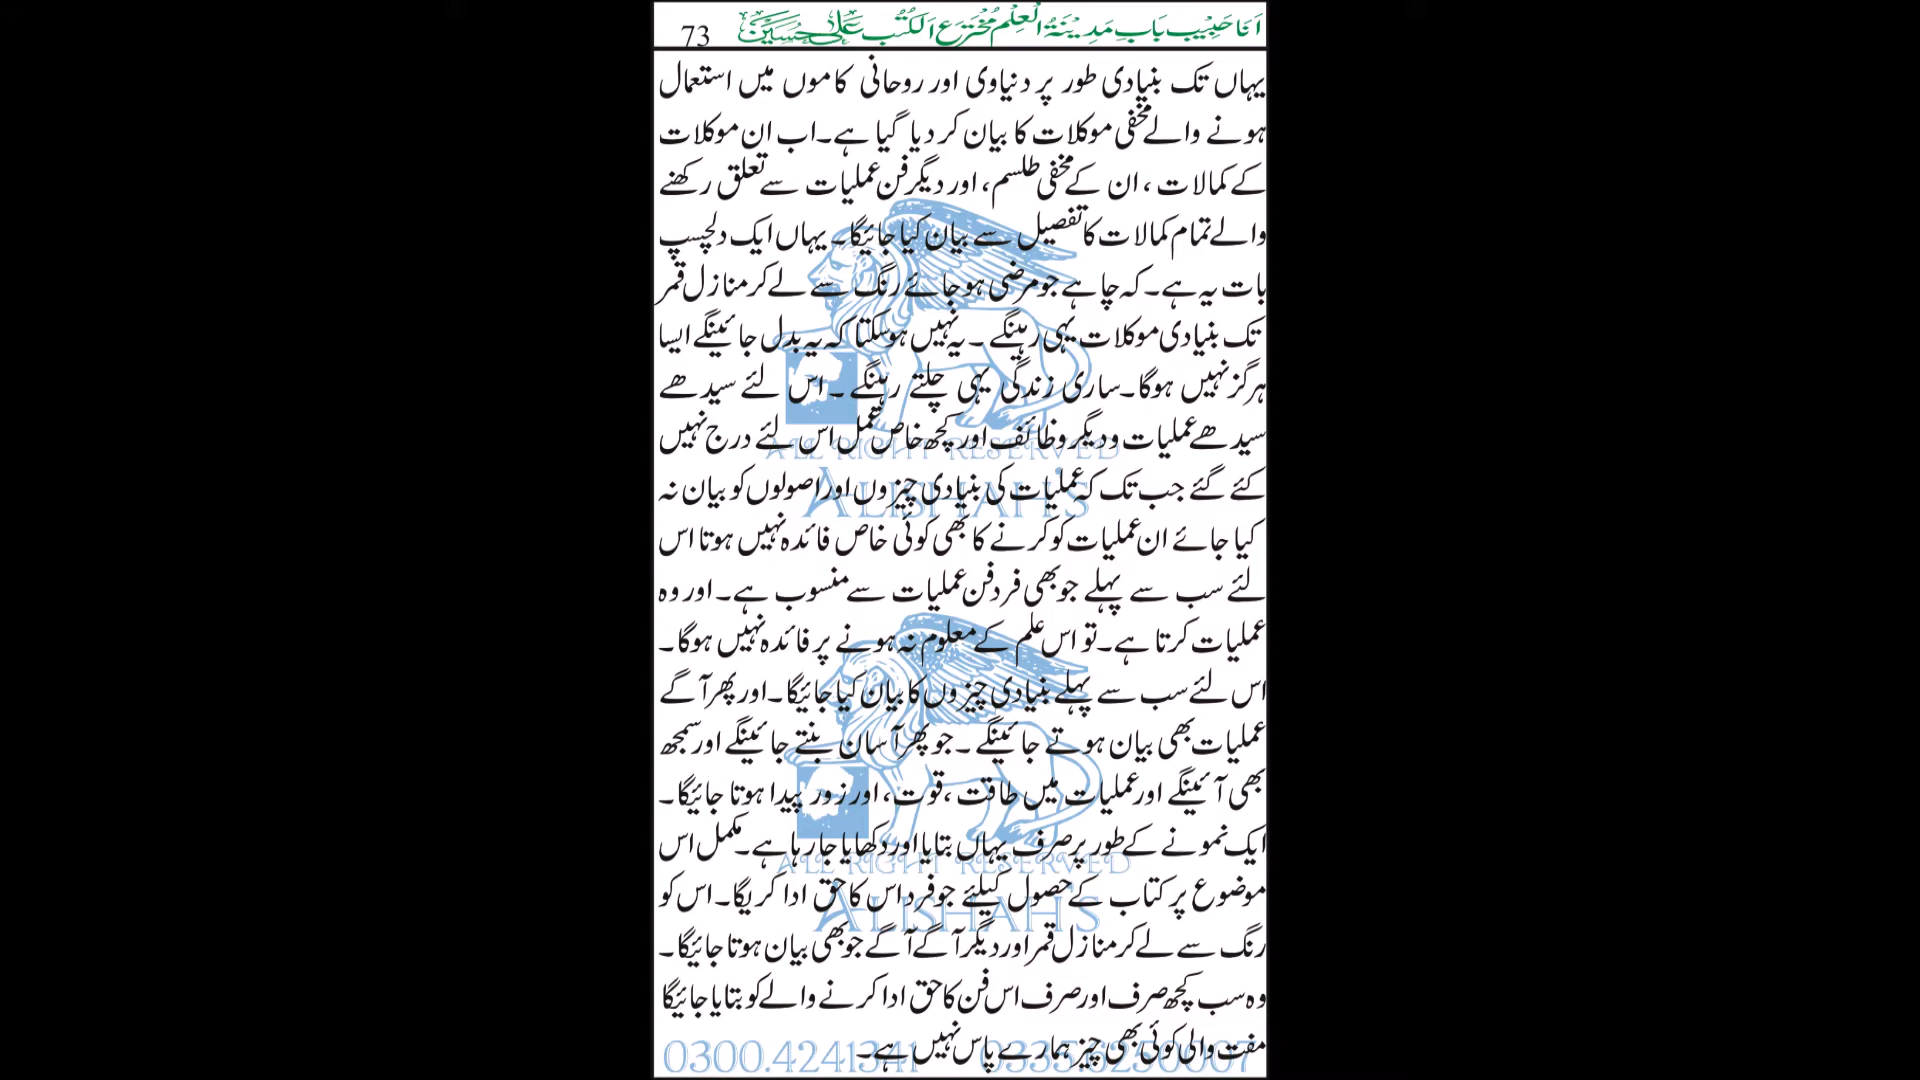 اَنَا حَبِیْب بَابِ مَدِیْنَۃُ الْعِلْم مُخْتَرَع الْکُتُب عَلی حُسَیْن
73
یہاں تک بنیادی طور پر دنیاوی اور روحانی کاموں میں استعمال
ہونے والے مخفی موکلات کا بیان کر دیا گیا ہے۔ اب ان موکلات
کے کمالات ، ان کے مخفی طلسم، اور دیگر فن عملیات سے تعلق رکھنے
والے تمام کمالات کا تفصیل سے بیان کیا جائیگا۔ یہاں ایک دلچسپ
بات یہ ہے۔ کہ چاہے جو مرضی ہو جائے رنگ سے لے کر منازل قمر
تک بنیادی موکلات یہی رہینگے ۔ یہ نہیں ہو سکتا کہ یہ بدل جائینگے ایسا
ہرگز نہیں ہوگا۔ ساری زندگی یہی چلتے رہینگے ۔ اس لئے سیدھے
سیدھے عملیات و دیگر وظائف اور کچھ خاص عمل اس لئے درج نہیں
کئے گئے جب تک کہ عملیات کی بنیادی چیزوں اور اصولوں کو بیان نہ
کیا جائے ان عملیات کو کرنے کا بھی کوئی خاص فائدہ نہیں ہوتا اس
لئے سب سے پہلے جو بھی فرد فن عملیات سے منسوب ہے۔ اور وہ
عملیات کرتا ہے۔ تو اس علم کے معلوم نہ ہونے پر فائدہ نہیں ہوگا۔
اس لئے سب سے پہلے بنیادی چیزوں کا بیان کیا جائیگا۔ اور پھر آگے
عملیات بھی بیان ہوتے جائینگے ۔ جو پھر آسان بنتے جائینگے اور سمجھ
بھی آئینگے اور عملیات میں طاقت ،قوت، اور زور پیدا ہوتا جائیگا۔
ایک نمونے کے طور پر صرف یہاں بتایا اور دکھایا جا رہا ہے۔ مکمل اس
موضوع پر کتاب کے حصول کیلئے جو فرد اس کا حق ادا کریگا۔ اس کو
رنگ سے لے کر منازل قمر اور دیگر آگے آگے جو بھی بیان ہوتا جائیگا۔
وہ سب کچھ صرف اور صرف اس فن کا حق ادا کرنے والے کو بتایا جائیگا
مفت والی کوئی بھی چیز ہمارے پاس نہیں ہے۔
ALL RIGHT RESERVED
ALISHAH'S
ALL RIGHT RESERVED
ALISHAH'S
0300.4241341